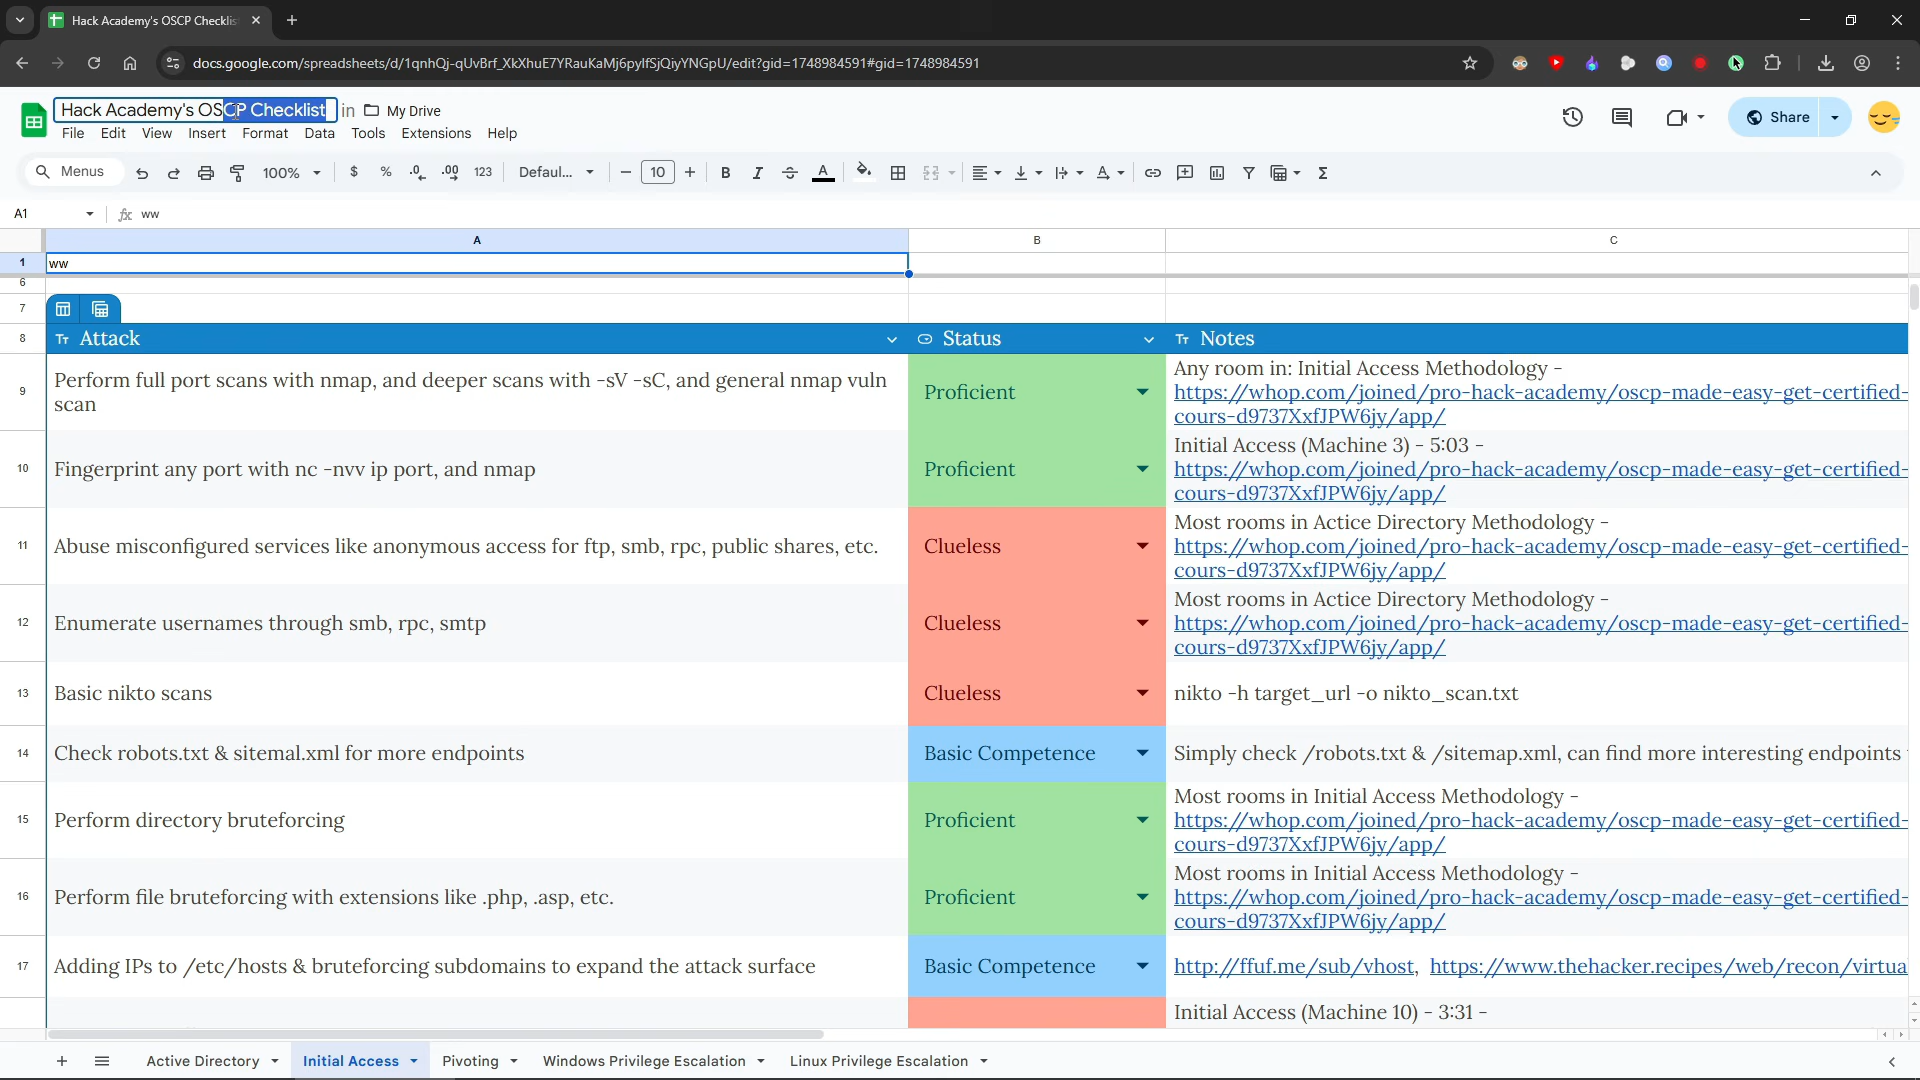 Hack Academy's OSCP Checklis
docs.google.com/spreadsheets/d/1qnhQj-qUvBrf_XkXhuE7YRauKaMj6pylfSjQiyYNGpU/edit?gid=1748984591#gid=1748984591
Hack Academy's OSCP Checklist in My Drive
File Edit View Insert Format Data Tools Extensions Help
Share
Menus 100% $ % .0 .00 123 Defaul... 10 B I A
A1 fx ww
A B C
1 ww
6
7
8 Tт Attack Status Tт Notes
9 Perform full port scans with nmap, and deeper scans with -sV -sC, and general nmap vuln
scan
Proficient
Any room in: Initial Access Methodology -
https://whop.com/joined/pro-hack-academy/oscp-made-easy-get-certified-
cours-d9737XxfJPW6jy/app/
10 Fingerprint any port with nc -nvv ip port, and nmap
Proficient
Initial Access (Machine 3) - 5:03 -
https://whop.com/joined/pro-hack-academy/oscp-made-easy-get-certified-
cours-d9737XxfJPW6jy/app/
11 Abuse misconfigured services like anonymous access for ftp, smb, rpc, public shares, etc.
Clueless
Most rooms in Actice Directory Methodology -
https://whop.com/joined/pro-hack-academy/oscp-made-easy-get-certified-
cours-d9737XxfJPW6jy/app/
12 Enumerate usernames through smb, rpc, smtp
Clueless
Most rooms in Actice Directory Methodology -
https://whop.com/joined/pro-hack-academy/oscp-made-easy-get-certified-
cours-d9737XxfJPW6jy/app/
13 Basic nikto scans
Clueless
nikto -h target_url -o nikto_scan.txt
14 Check robots.txt & sitemal.xml for more endpoints
Basic Competence
Simply check /robots.txt & /sitemap.xml, can find more interesting endpoints
15 Perform directory bruteforcing
Proficient
Most rooms in Initial Access Methodology -
https://whop.com/joined/pro-hack-academy/oscp-made-easy-get-certified-
cours-d9737XxfJPW6jy/app/
16 Perform file bruteforcing with extensions like .php, .asp, etc.
Proficient
Most rooms in Initial Access Methodology -
https://whop.com/joined/pro-hack-academy/oscp-made-easy-get-certified-
cours-d9737XxfJPW6jy/app/
17 Adding IPs to /etc/hosts & bruteforcing subdomains to expand the attack surface
Basic Competence
http://ffuf.me/sub/vhost, https://www.thehacker.recipes/web/recon/virtua
Initial Access (Machine 10) - 3:31 -
Active Directory Initial Access Pivoting Windows Privilege Escalation Linux Privilege Escalation